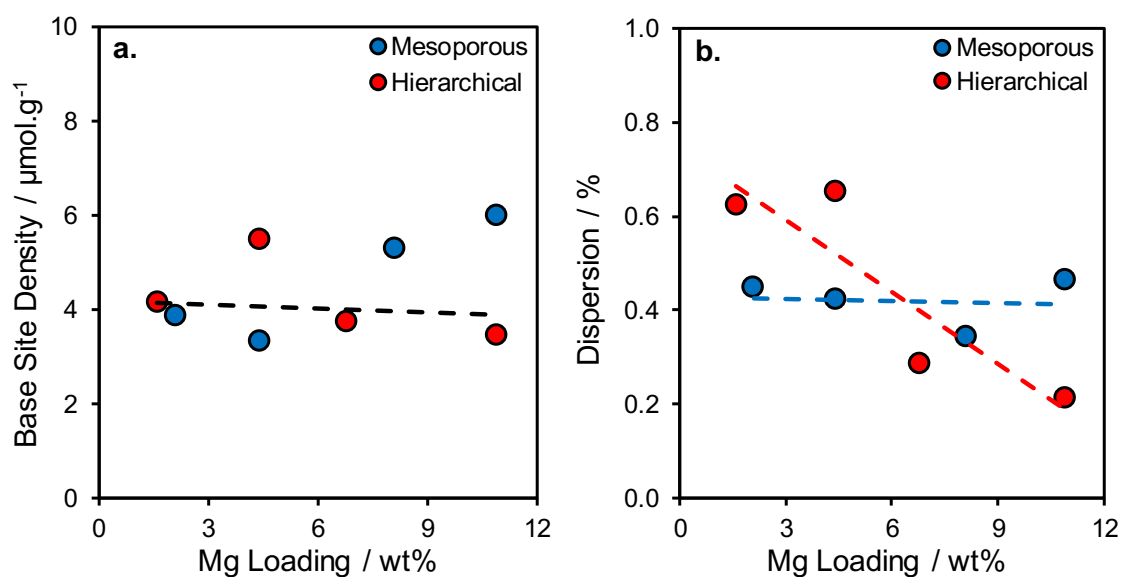 a.
Mesoporous
Hierarchical
Base Site Density / μmol.g⁻¹
10
8
6
4
2
0
0 3 6 9 12
Mg Loading / wt%
b.
Mesoporous
Hierarchical
Dispersion / %
1.0
0.8
0.6
0.4
0.2
0.0
0 3 6 9 12
Mg Loading / wt%